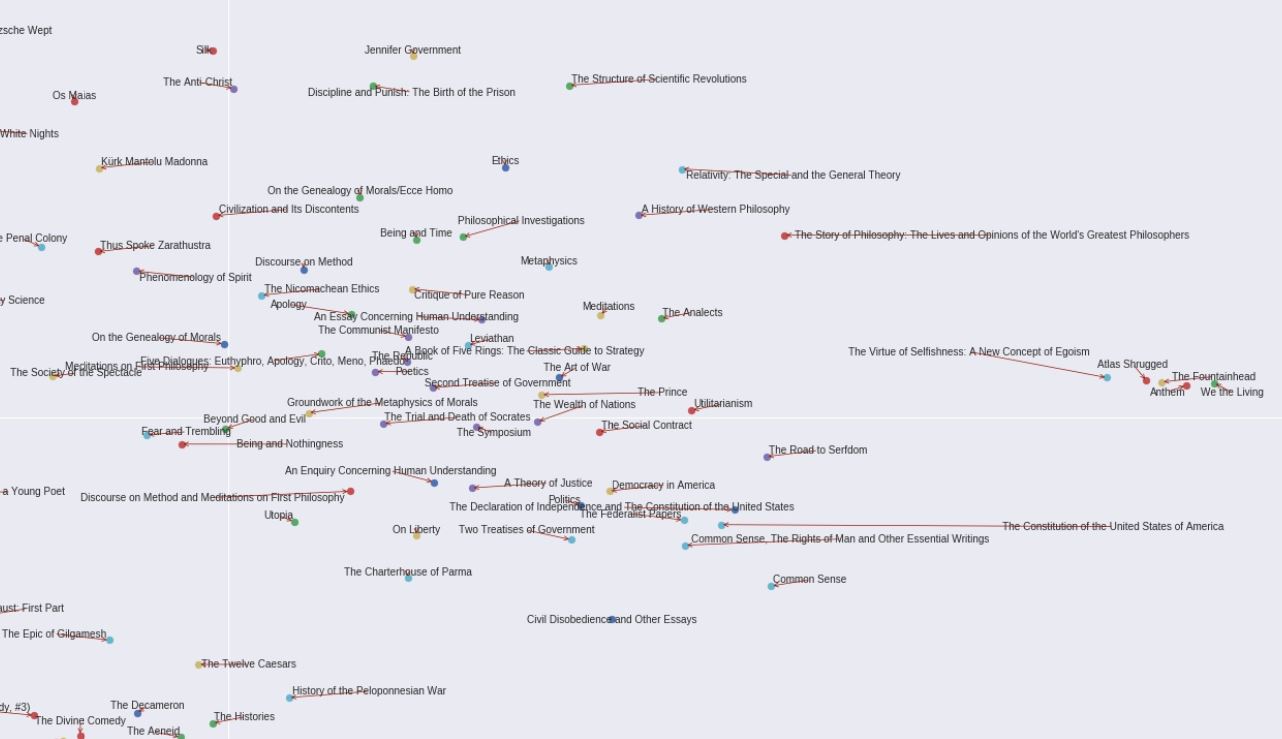 zsche Wept
Silk
Jennifer Government
The Anti Christ
The Structure of Scientific Revolutions
Os Maias
Discipline and Punish: The Birth of the Prison
White Nights
Kürk Mantolu Madonna
Ethics
Relativity: The Special and the General Theory
On the Genealogy of Morals/Ecce Homo
Civilization and Its Discontents
A History of Western Philosophy
Philosophical Investigations
e Penal Colony
Being and Time
The Story of Philosophy: The Lives and Opinions of the World's Greatest Philosophers
Thus Spoke Zarathustra
Discourse on Method
Metaphysics
Phenomenology of Spirit
The Nicomachean Ethics
Critique of Pure Reason
y Science
Apology
Meditations
The Analects
An Essay Concerning Human Understanding
The Communist Manifesto
On the Genealogy of Morals
Leviathan
A Book of Five Rings: The Classic Guide to Strategy
The Virtue of Selfishness: A New Concept of Egoism
The Republic
Five Dialogues: Euthyphro, Apology, Crito, Meno, Phaedo
Meditations on First Philosophy
The Society of the Spectacle
Poetics
The Art of War
Atlas Shrugged
The Fountainhead
Second Treatise of Government
The Prince
Anthem
We the Living
Groundwork of the Metaphysics of Morals
The Wealth of Nations
Utilitarianism
Beyond Good and Evil
The Trial and Death of Socrates
Fear and Trembling
The Symposium
The Social Contract
Being and Nothingness
The Road to Serfdom
An Enquiry Concerning Human Understanding
A Theory of Justice
Democracy in America
a Young Poet
Discourse on Method and Meditations on First Philosophy
Politics
The Declaration of Independence and The Constitution of the United States
Utopia
The Federalist Papers
The Constitution of the United States of America
On Liberty
Two Treatises of Government
Common Sense, The Rights of Man and Other Essential Writings
The Charterhouse of Parma
Common Sense
aust: First Part
Civil Disobedience and Other Essays
The Epic of Gilgamesh
The Twelve Caesars
History of the Peloponnesian War
dy, #3)
The Decameron
The Divine Comedy
The Histories
The Aeneid